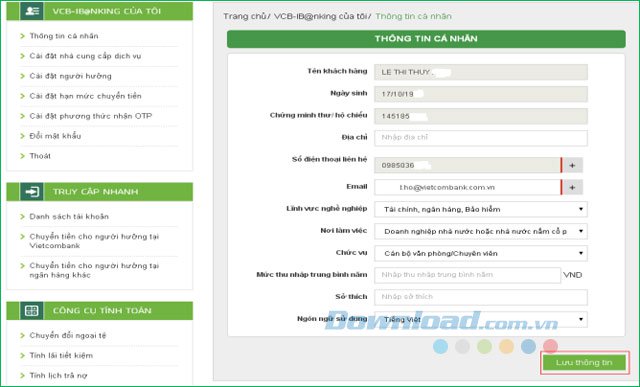 VCB-IB@NKING CỦA TÔI
Thông tin cá nhân
Cài đặt nhà cung cấp dịch vụ
Cài đặt người hưởng
Cài đặt hạn mức chuyển tiền
Cài đặt phương thức nhận OTP
Đổi mật khẩu
Thoát
TRUY CẬP NHANH
Danh sách tài khoản
Chuyển tiền cho người hưởng tại
Vietcombank
Chuyển tiền cho người hưởng tại
ngân hàng khác
CÔNG CỤ TÍNH TOÁN
Chuyển đổi ngoại tệ
Tính lãi tiết kiệm
Tính lịch trả nợ
Trang chủ/ VCB-IB@nking của tôi/ Thông tin cá nhân
THÔNG TIN CÁ NHÂN
Tên khách hàng LE THI THUY
Ngày sinh 17/10/19
Chứng minh thư/ hộ chiếu 145185
Địa chỉ Nhập địa chỉ
Số điện thoại liên hệ 0985036 +
Email t.ho@vietcombank.com.vn +
Lĩnh vực nghề nghiệp Tài chính, ngân hàng, Bảo hiểm
Nơi làm việc Doanh nghiệp nhà nước hoặc nhà nước nắm cổ p
Chức vụ Cán bộ văn phòng/Chuyên viên
Mức thu nhập trung bình năm Nhập thu nhập trung bình năm VND
Sở thích Nhập sở thích
Ngôn ngữ sử dụng Tiếng Việt
Download.com.vn
Lưu thông tin